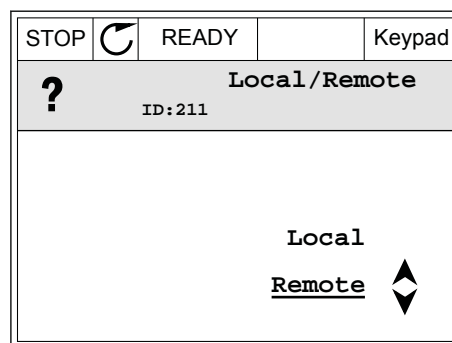 STOP READY Keypad
? Local/Remote
ID:211
Local
Remote